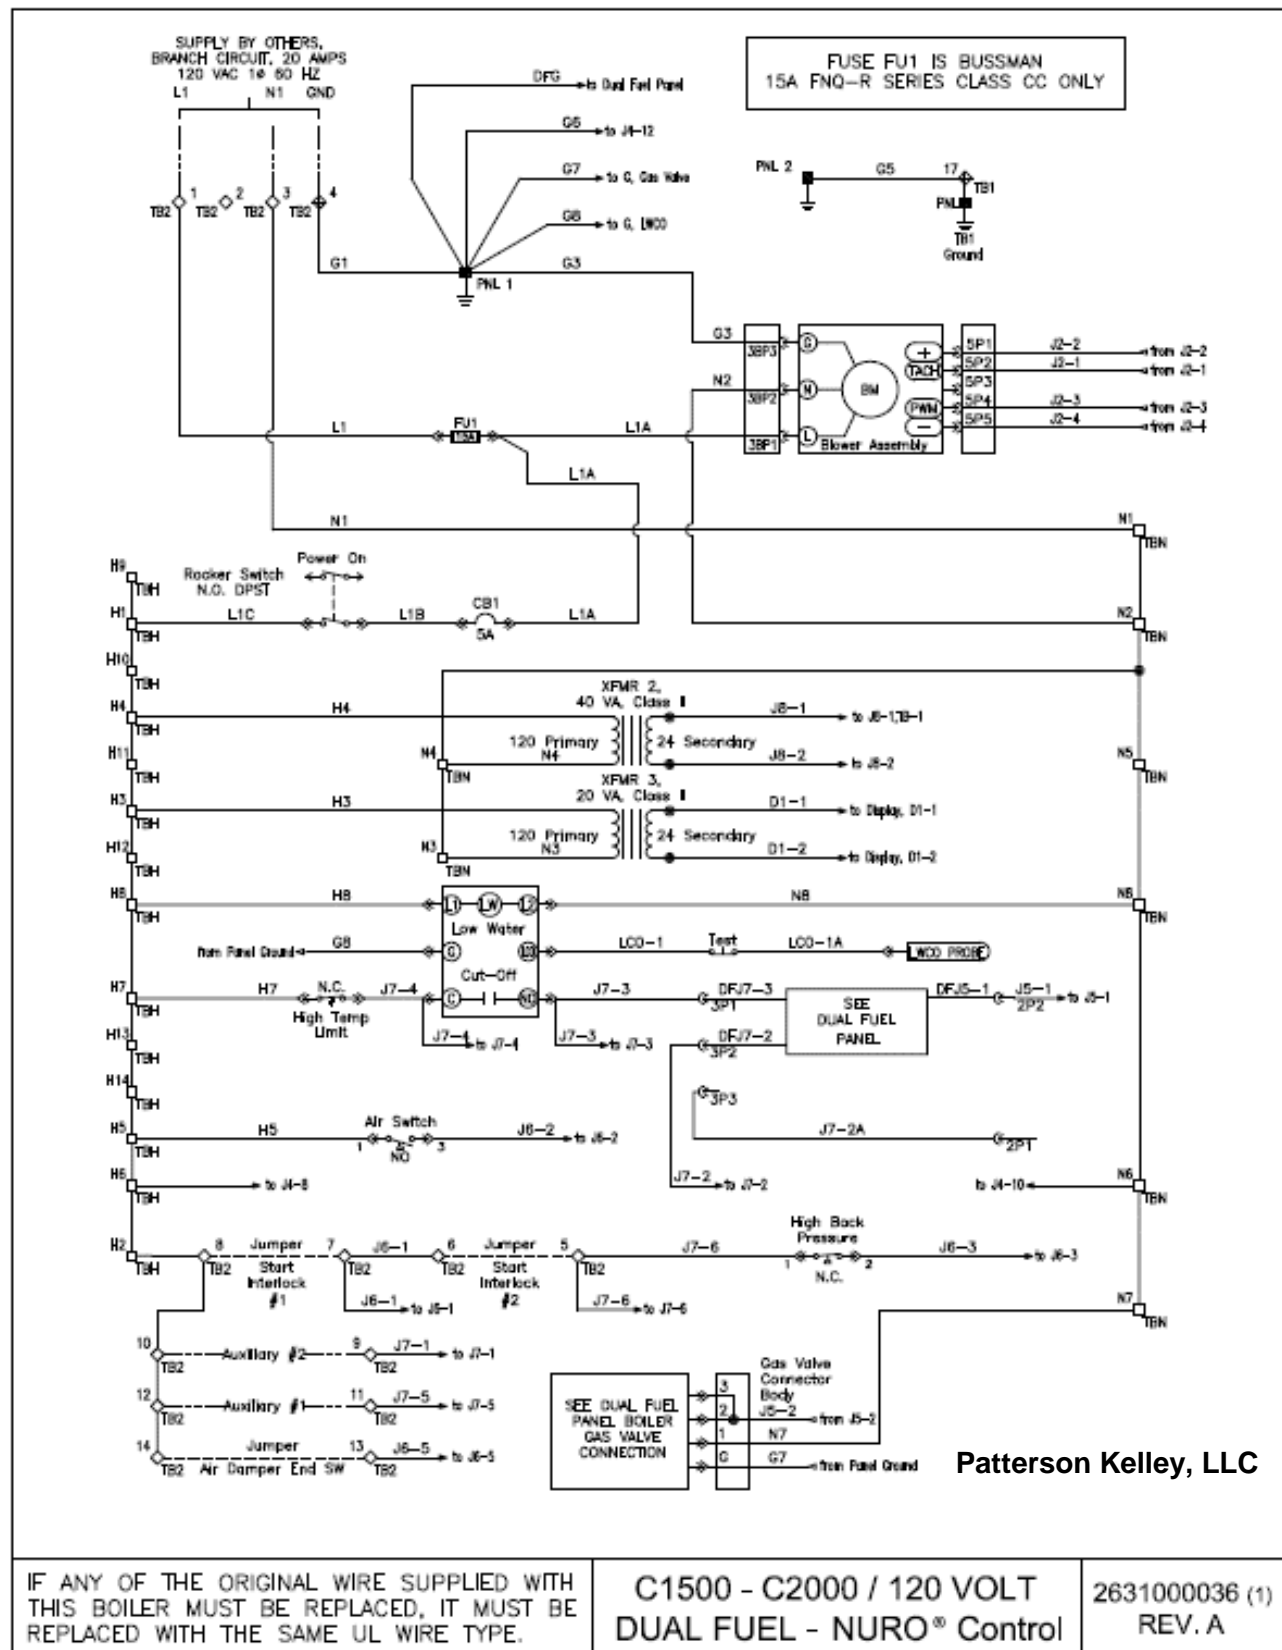 SUPPLY BY OTHERS,
BRANCH CIRCUIT, 20 AMPS
120 VAC 1ø 60 HZ
L1 N1 GND
FUSE FU1 IS BUSSMAN
15A FNQ-R SERIES CLASS CC ONLY
DFG to Dual Fuel Panel
G6 to J4-12
G7 to G, Gas Valve
G8 to G, LWCO
PNL 2 G5 17 TB1
PNL
TB1
Ground
1 2 3 4
TB2 TB2 TB2 TB2
G1 G3
PNL 1
G3 3BP3 G
N2 3BP2 N BM
L1 FU1 15A L1A 3BP1 L
Blower Assembly
+ 5P1 J2-2 from J2-2
TACH 5P2 J2-1 from J2-1
5P3
PWM 5P4 J2-3 from J2-3
− 5P5 J2-4 from J2-4
L1A
N1 N1 TBN
H9 TBH
Rocker Switch
N.O. DPST
Power On
H1 TBH L1C L1B CB1 5A L1A N2 TBN
H10 TBH
XFMR 2,
40 VA, Class II
H4 TBH H4 J8-1 to J8-1,TB-1
120 Primary 24 Secondary
H11 TBH N4 TBN N4 J8-2 to J8-2 N5 TBN
XFMR 3,
20 VA, Class II
H3 TBH H3 D1-1 to Display, D1-1
120 Primary 24 Secondary
H12 TBH N3 TBN N3 D1-2 to Display, D1-2
H8 TBH H8 L1 LW L2 N8 TBN
Low Water
from Panel Ground G8 G LCO-1 Test LCO-1A LWCO PROBE
Cut-Off
H7 TBH H7 N.C. J7-4 C NO J7-3 3P1 DFJ7-3
High Temp
Limit
SEE
DUAL FUEL
PANEL
DFJ5-1 J5-1 2P2 to J5-1
H13 TBH J7-4 to J7-4 J7-3 to J7-3 3P2 DFJ7-2
H14 TBH 3P3
Air Switch
H5 TBH H5 1 NO 3 J6-2 to J6-2 J7-2A 2P1
H6 TBH to J4-8 J7-2 to J7-2 to J4-10 N6 TBN
High Back
Pressure
H2 TBH 8 TB2 Jumper 7 TB2 J6-1 6 TB2 Jumper 5 TB2 J7-6 1 N.C. 2 J6-3 to J6-3
Start
Interlock
#1
Start
Interlock
#2
J7-6 to J7-6
N7 TBN
10 TB2 Auxiliary #2 9 TB2 J7-1 to J7-1
12 TB2 Auxiliary #1 11 TB2 J7-5 to J7-5
14 TB2 Jumper 13 TB2 J6-5 to J6-5
Air Damper End SW
SEE DUAL FUEL
PANEL BOILER
GAS VALVE
CONNECTION
Gas Valve
Connector
Body
3
2 J5-2 from J5-2
1 N7
G G7 from Panel Ground
Patterson Kelley, LLC
IF ANY OF THE ORIGINAL WIRE SUPPLIED WITH
THIS BOILER MUST BE REPLACED, IT MUST BE
REPLACED WITH THE SAME UL WIRE TYPE.
C1500 - C2000 / 120 VOLT
DUAL FUEL - NURO® Control
2631000036 (1)
REV. A